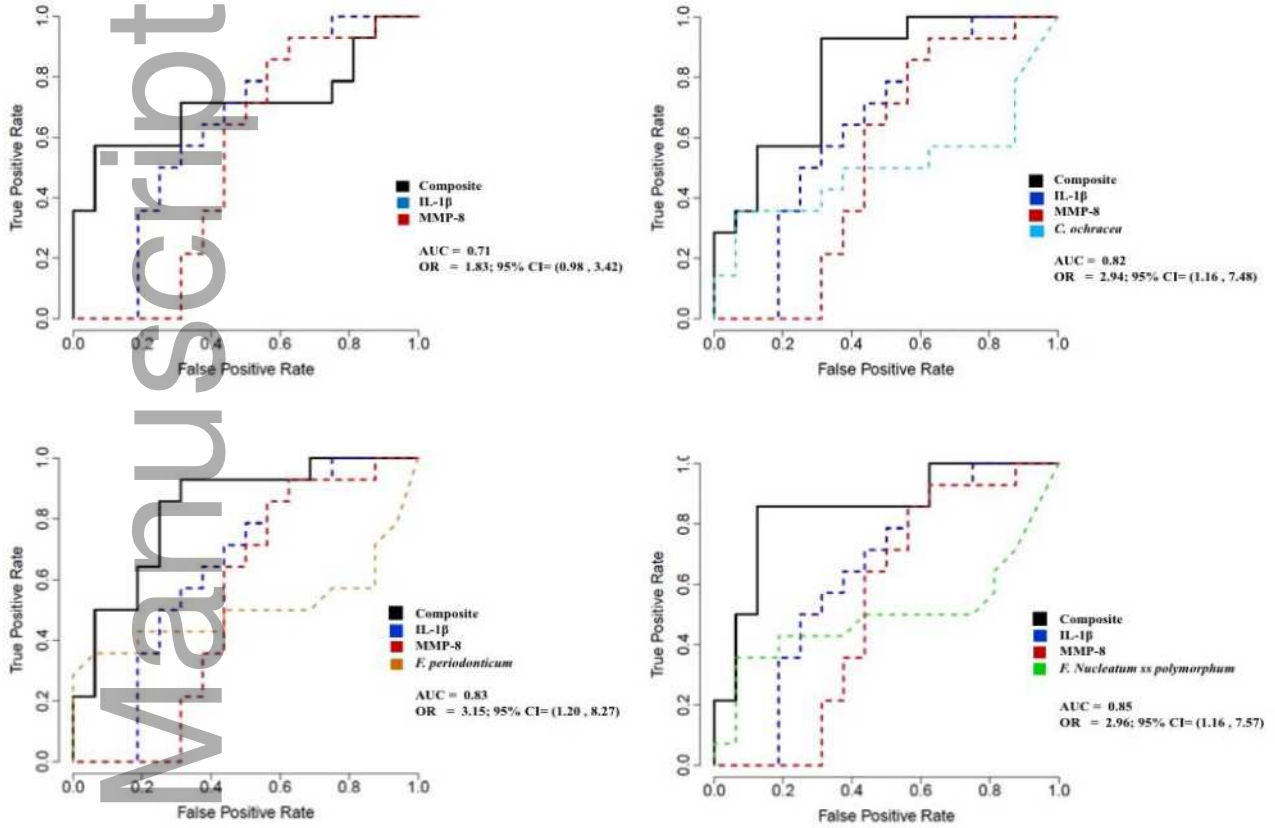 Manuscript
True Positive Rate
0.0 0.2 0.4 0.6 0.8 1.0
Composite
IL-1β
MMP-8
AUC = 0.71
OR = 1.83; 95% CI= (0.98 , 3.42)
0.0 0.2 0.4 0.6 0.8 1.0
False Positive Rate
True Positive Rate
0.0 0.2 0.4 0.6 0.8 1.0
Composite
IL-1β
MMP-8
C. ochracea
AUC = 0.82
OR = 2.94; 95% CI= (1.16 , 7.48)
0.0 0.2 0.4 0.6 0.8 1.0
False Positive Rate
True Positive Rate
0.0 0.2 0.4 0.6 0.8 1.0
Composite
IL-1β
MMP-8
F. periodonticum
AUC = 0.83
OR = 3.15; 95% CI= (1.20 , 8.27)
0.0 0.2 0.4 0.6 0.8 1.0
False Positive Rate
True Positive Rate
0.0 0.2 0.4 0.6 0.8 1.0
Composite
IL-1β
MMP-8
F. Nucleatum ss polymorphum
AUC = 0.85
OR = 2.96; 95% CI= (1.16 , 7.57)
0.0 0.2 0.4 0.6 0.8 1.0
False Positive Rate